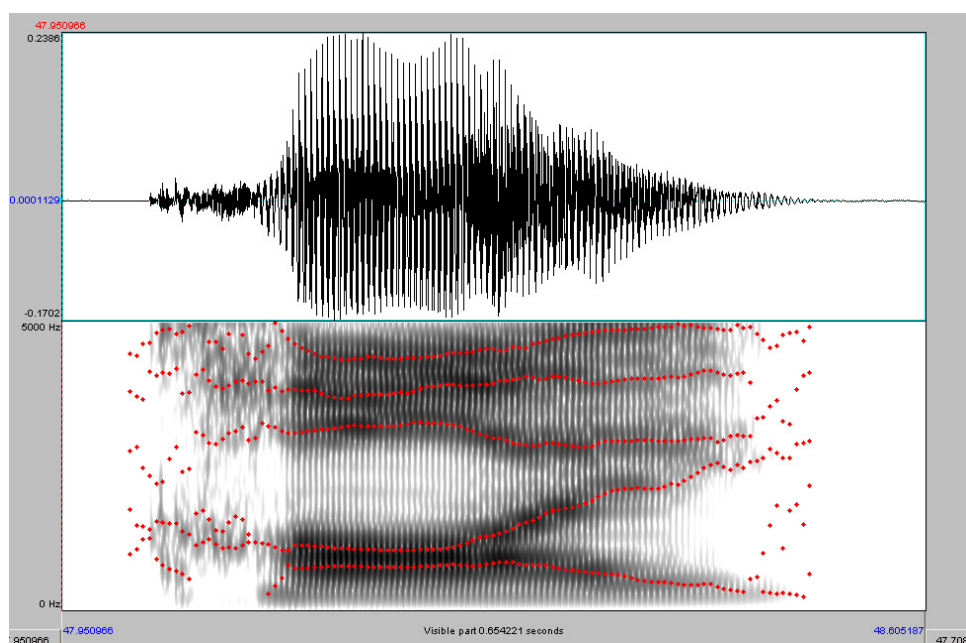 47.950966
0.2386
0.0001129
-0.1702
5000 Hz
0 Hz
47.950966 Visible part 0.654221 seconds 48.605187